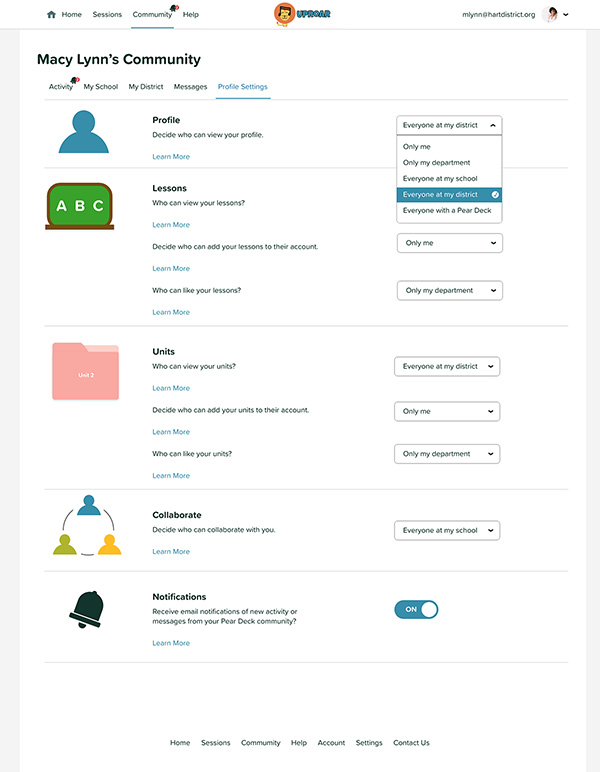 Home Sessions Community Help UPROAR mlynn@hartdistrict.org
Macy Lynn's Community
Activity My School My District Messages Profile Settings
Profile
Decide who can view your profile.
Learn More
Everyone at my district
Only me
Only my department
Everyone at my school
Everyone at my district
Everyone with a Pear Deck
A B C
Lessons
Who can view your lessons?
Learn More
Decide who can add your lessons to their account.
Only me
Learn More
Who can like your lessons?
Only my department
Learn More
Unit 2
Units
Who can view your units?
Everyone at my district
Learn More
Decide who can add your units to their account.
Only me
Learn More
Who can like your units?
Only my department
Learn More
Collaborate
Decide who can collaborate with you.
Everyone at my school
Learn More
Notifications
Receive email notifications of new activity or
messages from your Pear Deck community?
ON
Learn More
Home Sessions Community Help Account Settings Contact Us